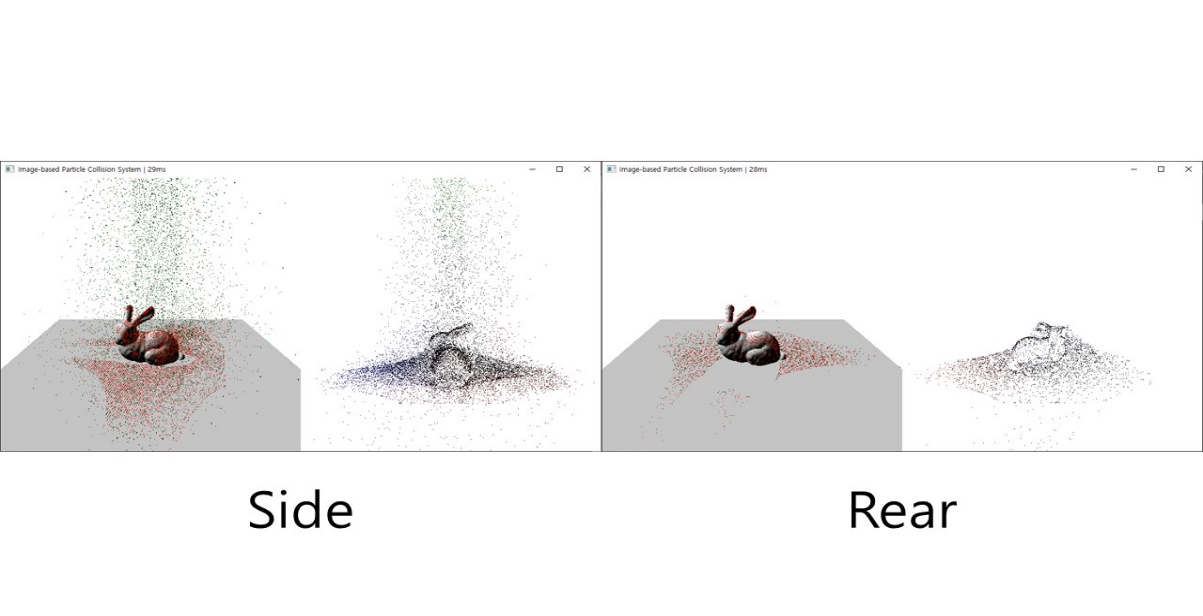 Image-based Particle Collision System | 29ms
Image-based Particle Collision System | 28ms
Side
Rear